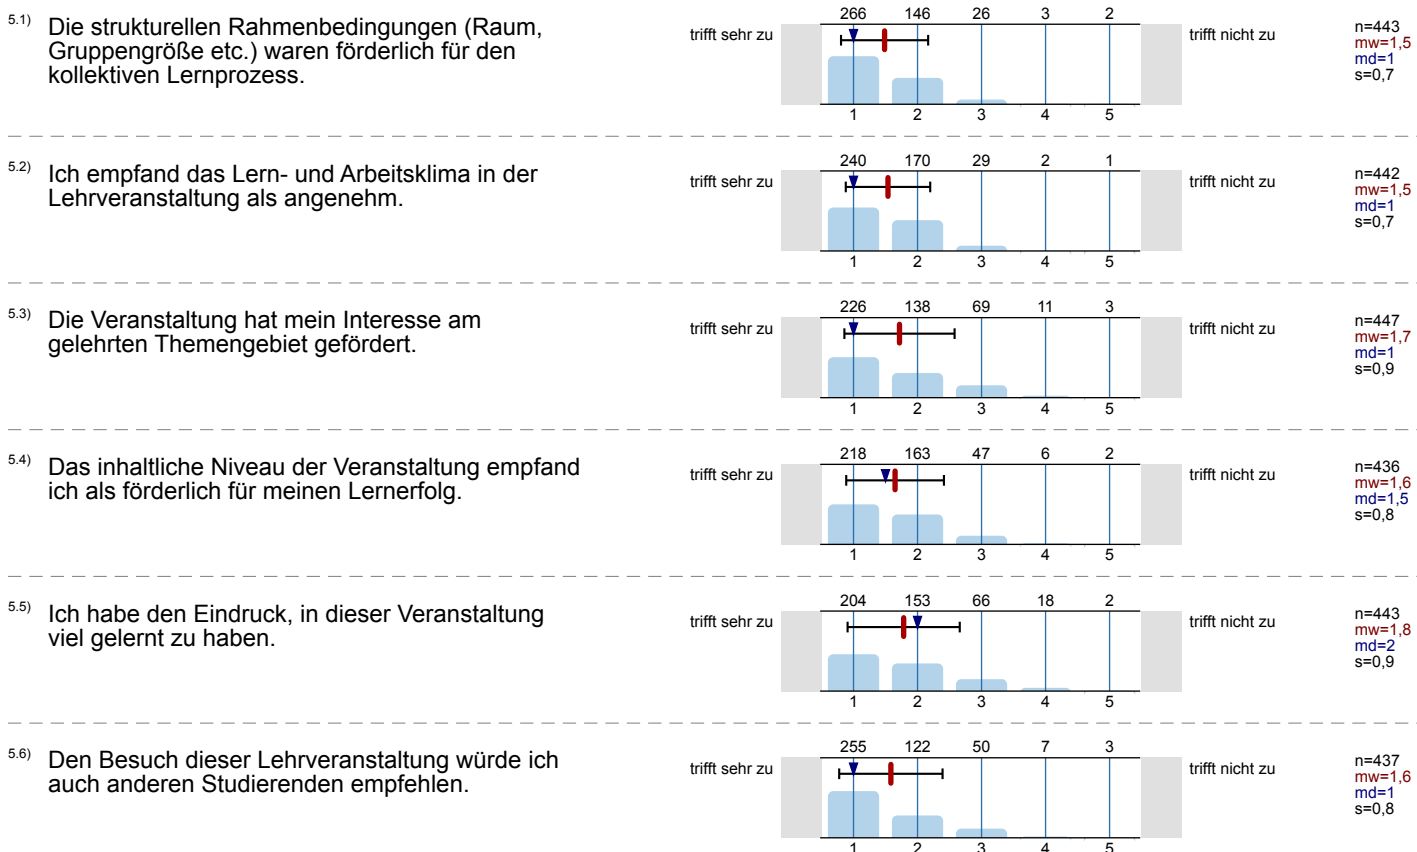 5.1) Die strukturellen Rahmenbedingungen (Raum,
Gruppengröße etc.) waren förderlich für den
kollektiven Lernprozess.
266 146 26 3 2
trifft sehr zu trifft nicht zu
1 2 3 4 5
n=443
mw=1,5
md=1
s=0,7
5.2) Ich empfand das Lern- und Arbeitsklima in der
Lehrveranstaltung als angenehm.
240 170 29 2 1
trifft sehr zu trifft nicht zu
1 2 3 4 5
n=442
mw=1,5
md=1
s=0,7
5.3) Die Veranstaltung hat mein Interesse am
gelehrten Themengebiet gefördert.
226 138 69 11 3
trifft sehr zu trifft nicht zu
1 2 3 4 5
n=447
mw=1,7
md=1
s=0,9
5.4) Das inhaltliche Niveau der Veranstaltung empfand
ich als förderlich für meinen Lernerfolg.
218 163 47 6 2
trifft sehr zu trifft nicht zu
1 2 3 4 5
n=436
mw=1,6
md=1,5
s=0,8
5.5) Ich habe den Eindruck, in dieser Veranstaltung
viel gelernt zu haben.
204 153 66 18 2
trifft sehr zu trifft nicht zu
1 2 3 4 5
n=443
mw=1,8
md=2
s=0,9
5.6) Den Besuch dieser Lehrveranstaltung würde ich
auch anderen Studierenden empfehlen.
255 122 50 7 3
trifft sehr zu trifft nicht zu
1 2 3 4 5
n=437
mw=1,6
md=1
s=0,8